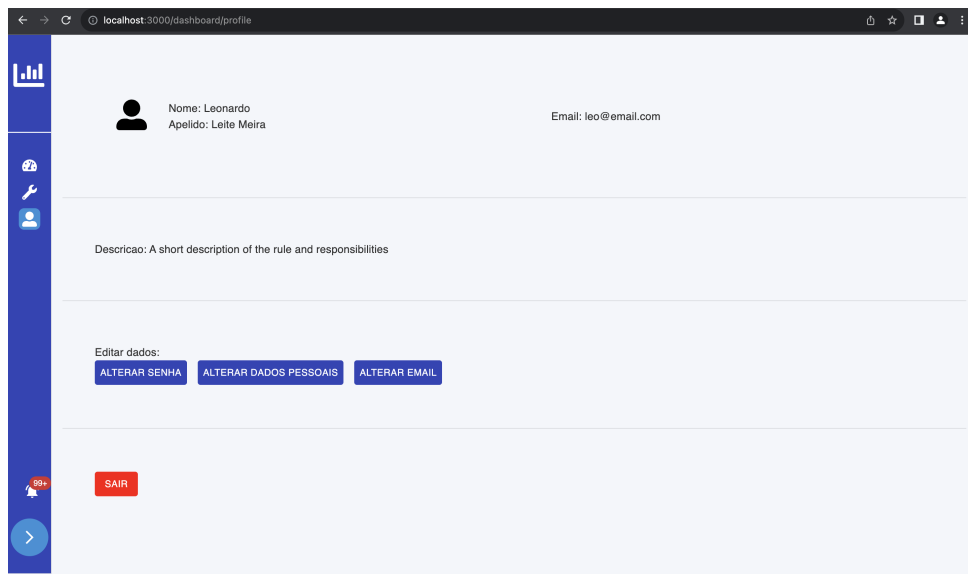 localhost:3000/dashboard/profile
Nome: Leonardo
Apelido: Leite Meira
Email: leo@email.com
Descricao: A short description of the rule and responsibilities
Editar dados:
ALTERAR SENHA
ALTERAR DADOS PESSOAIS
ALTERAR EMAIL
99+
SAIR